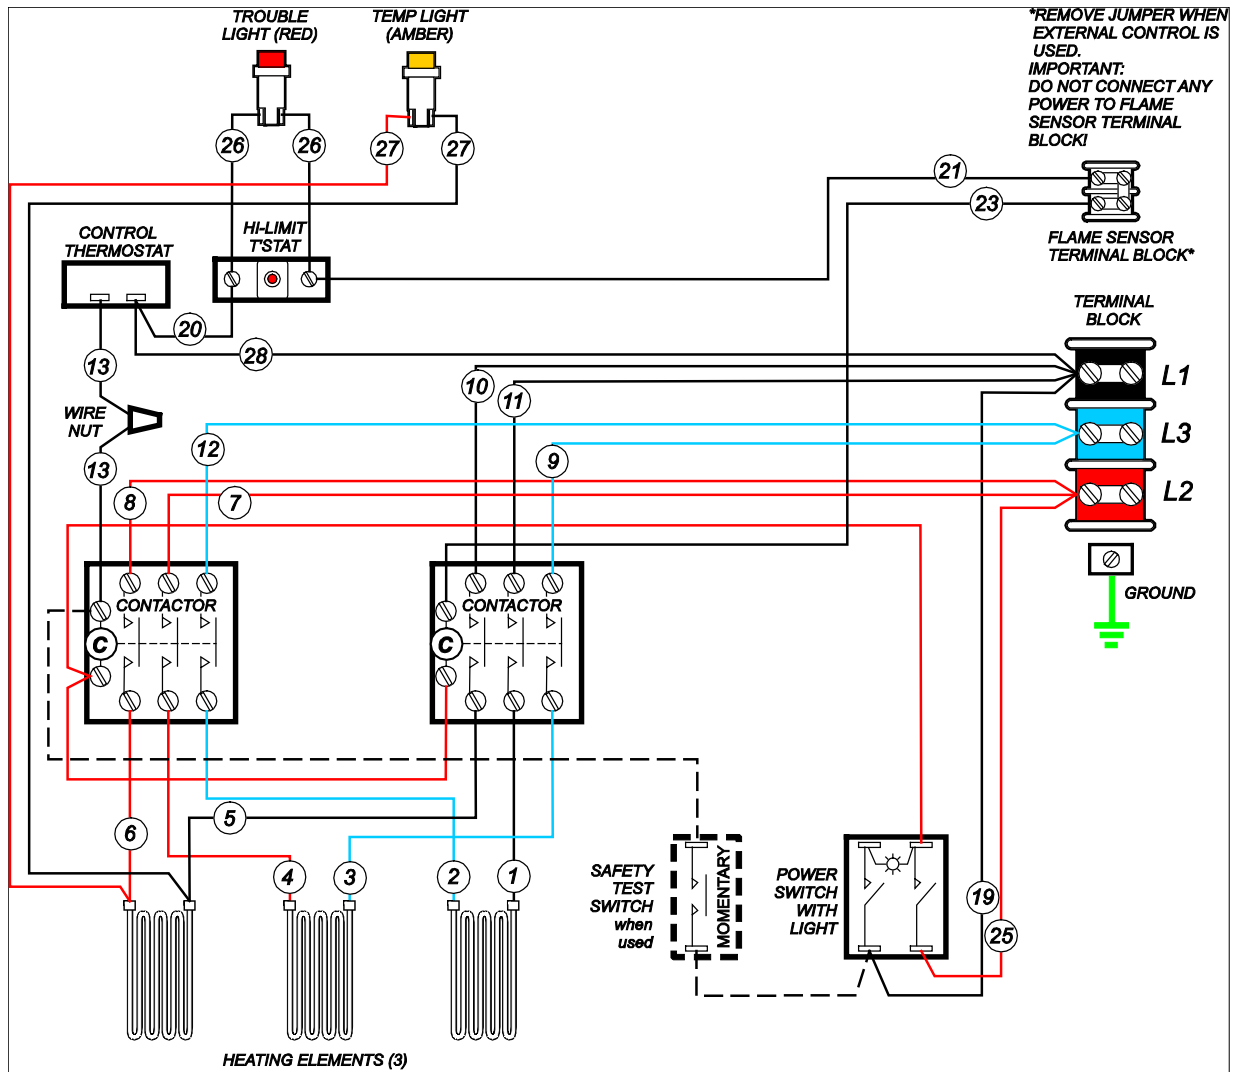 TROUBLE
LIGHT (RED)
TEMP LIGHT
(AMBER)
*REMOVE JUMPER WHEN
EXTERNAL CONTROL IS
USED.
IMPORTANT:
DO NOT CONNECT ANY
POWER TO FLAME
SENSOR TERMINAL
BLOCK!
26
26
27
27
21
23
CONTROL
THERMOSTAT
HI-LIMIT
T'STAT
FLAME SENSOR
TERMINAL BLOCK*
TERMINAL
BLOCK
20
28
13
10
11
L1
WIRE
NUT
12
9
L3
13
8
7
L2
CONTACTOR
C
CONTACTOR
C
GROUND
6
5
4
3
2
1
SAFETY
TEST
SWITCH
when
used
MOMENTARY
POWER
SWITCH
WITH
LIGHT
19
25
HEATING ELEMENTS (3)